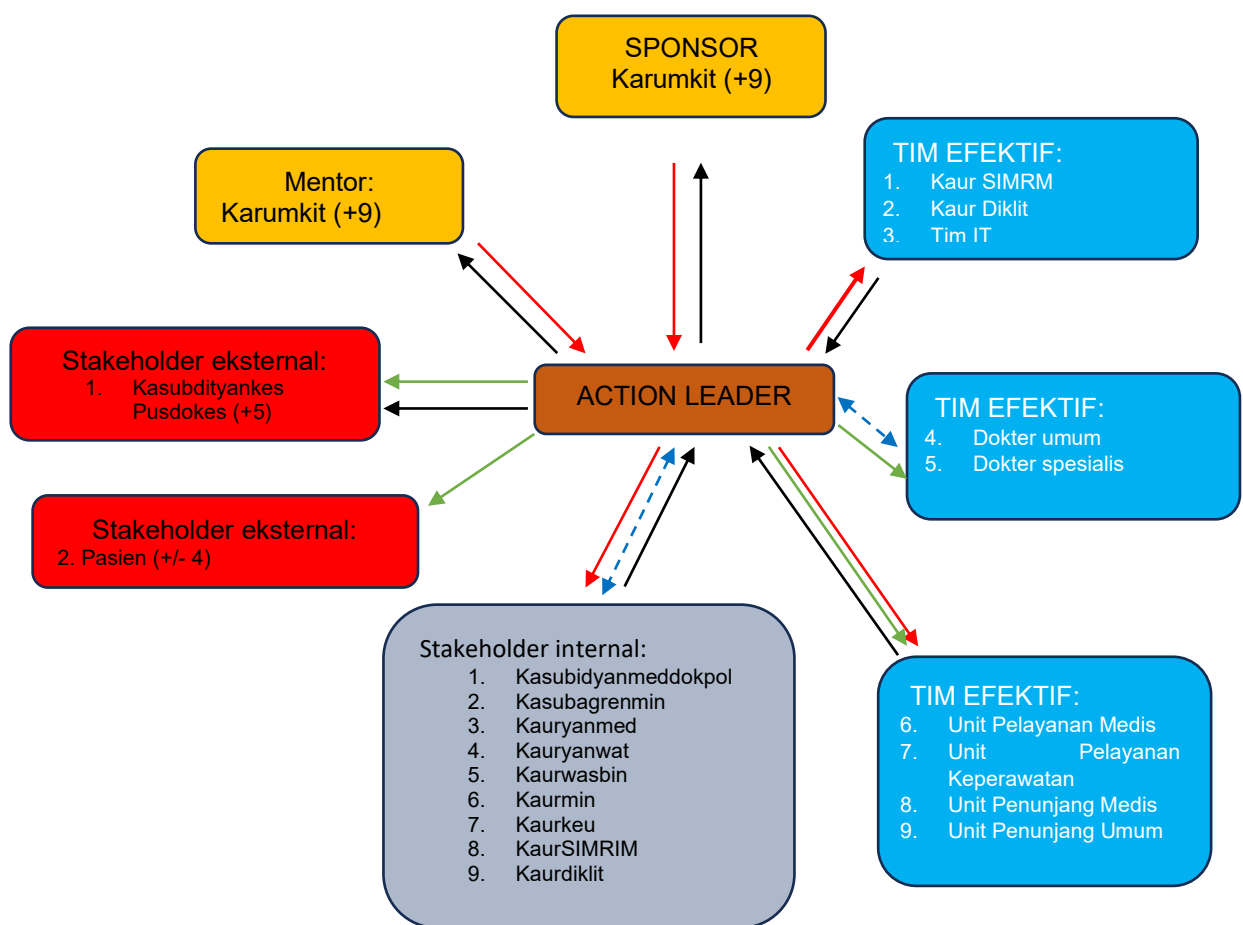 SPONSOR
Karumkit (+9)
Mentor:
Karumkit (+9)
TIM EFEKTIF:
1. Kaur SIMRM
2. Kaur Diklit
3. Tim IT
Stakeholder eksternal:
1. Kasubdityankes
Pusdokes (+5)
ACTION LEADER
TIM EFEKTIF:
4. Dokter umum
5. Dokter spesialis
Stakeholder eksternal:
2. Pasien (+/- 4)
Stakeholder internal:
1. Kasubidyanmeddokpol
2. Kasubagrenmin
3. Kauryanmed
4. Kauryanwat
5. Kaurwasbin
6. Kaurmin
7. Kaurkeu
8. KaurSIMRIM
9. Kaurdiklit
TIM EFEKTIF:
6. Unit Pelayanan Medis
7. Unit Pelayanan
Keperawatan
8. Unit Penunjang Medis
9. Unit Penunjang Umum